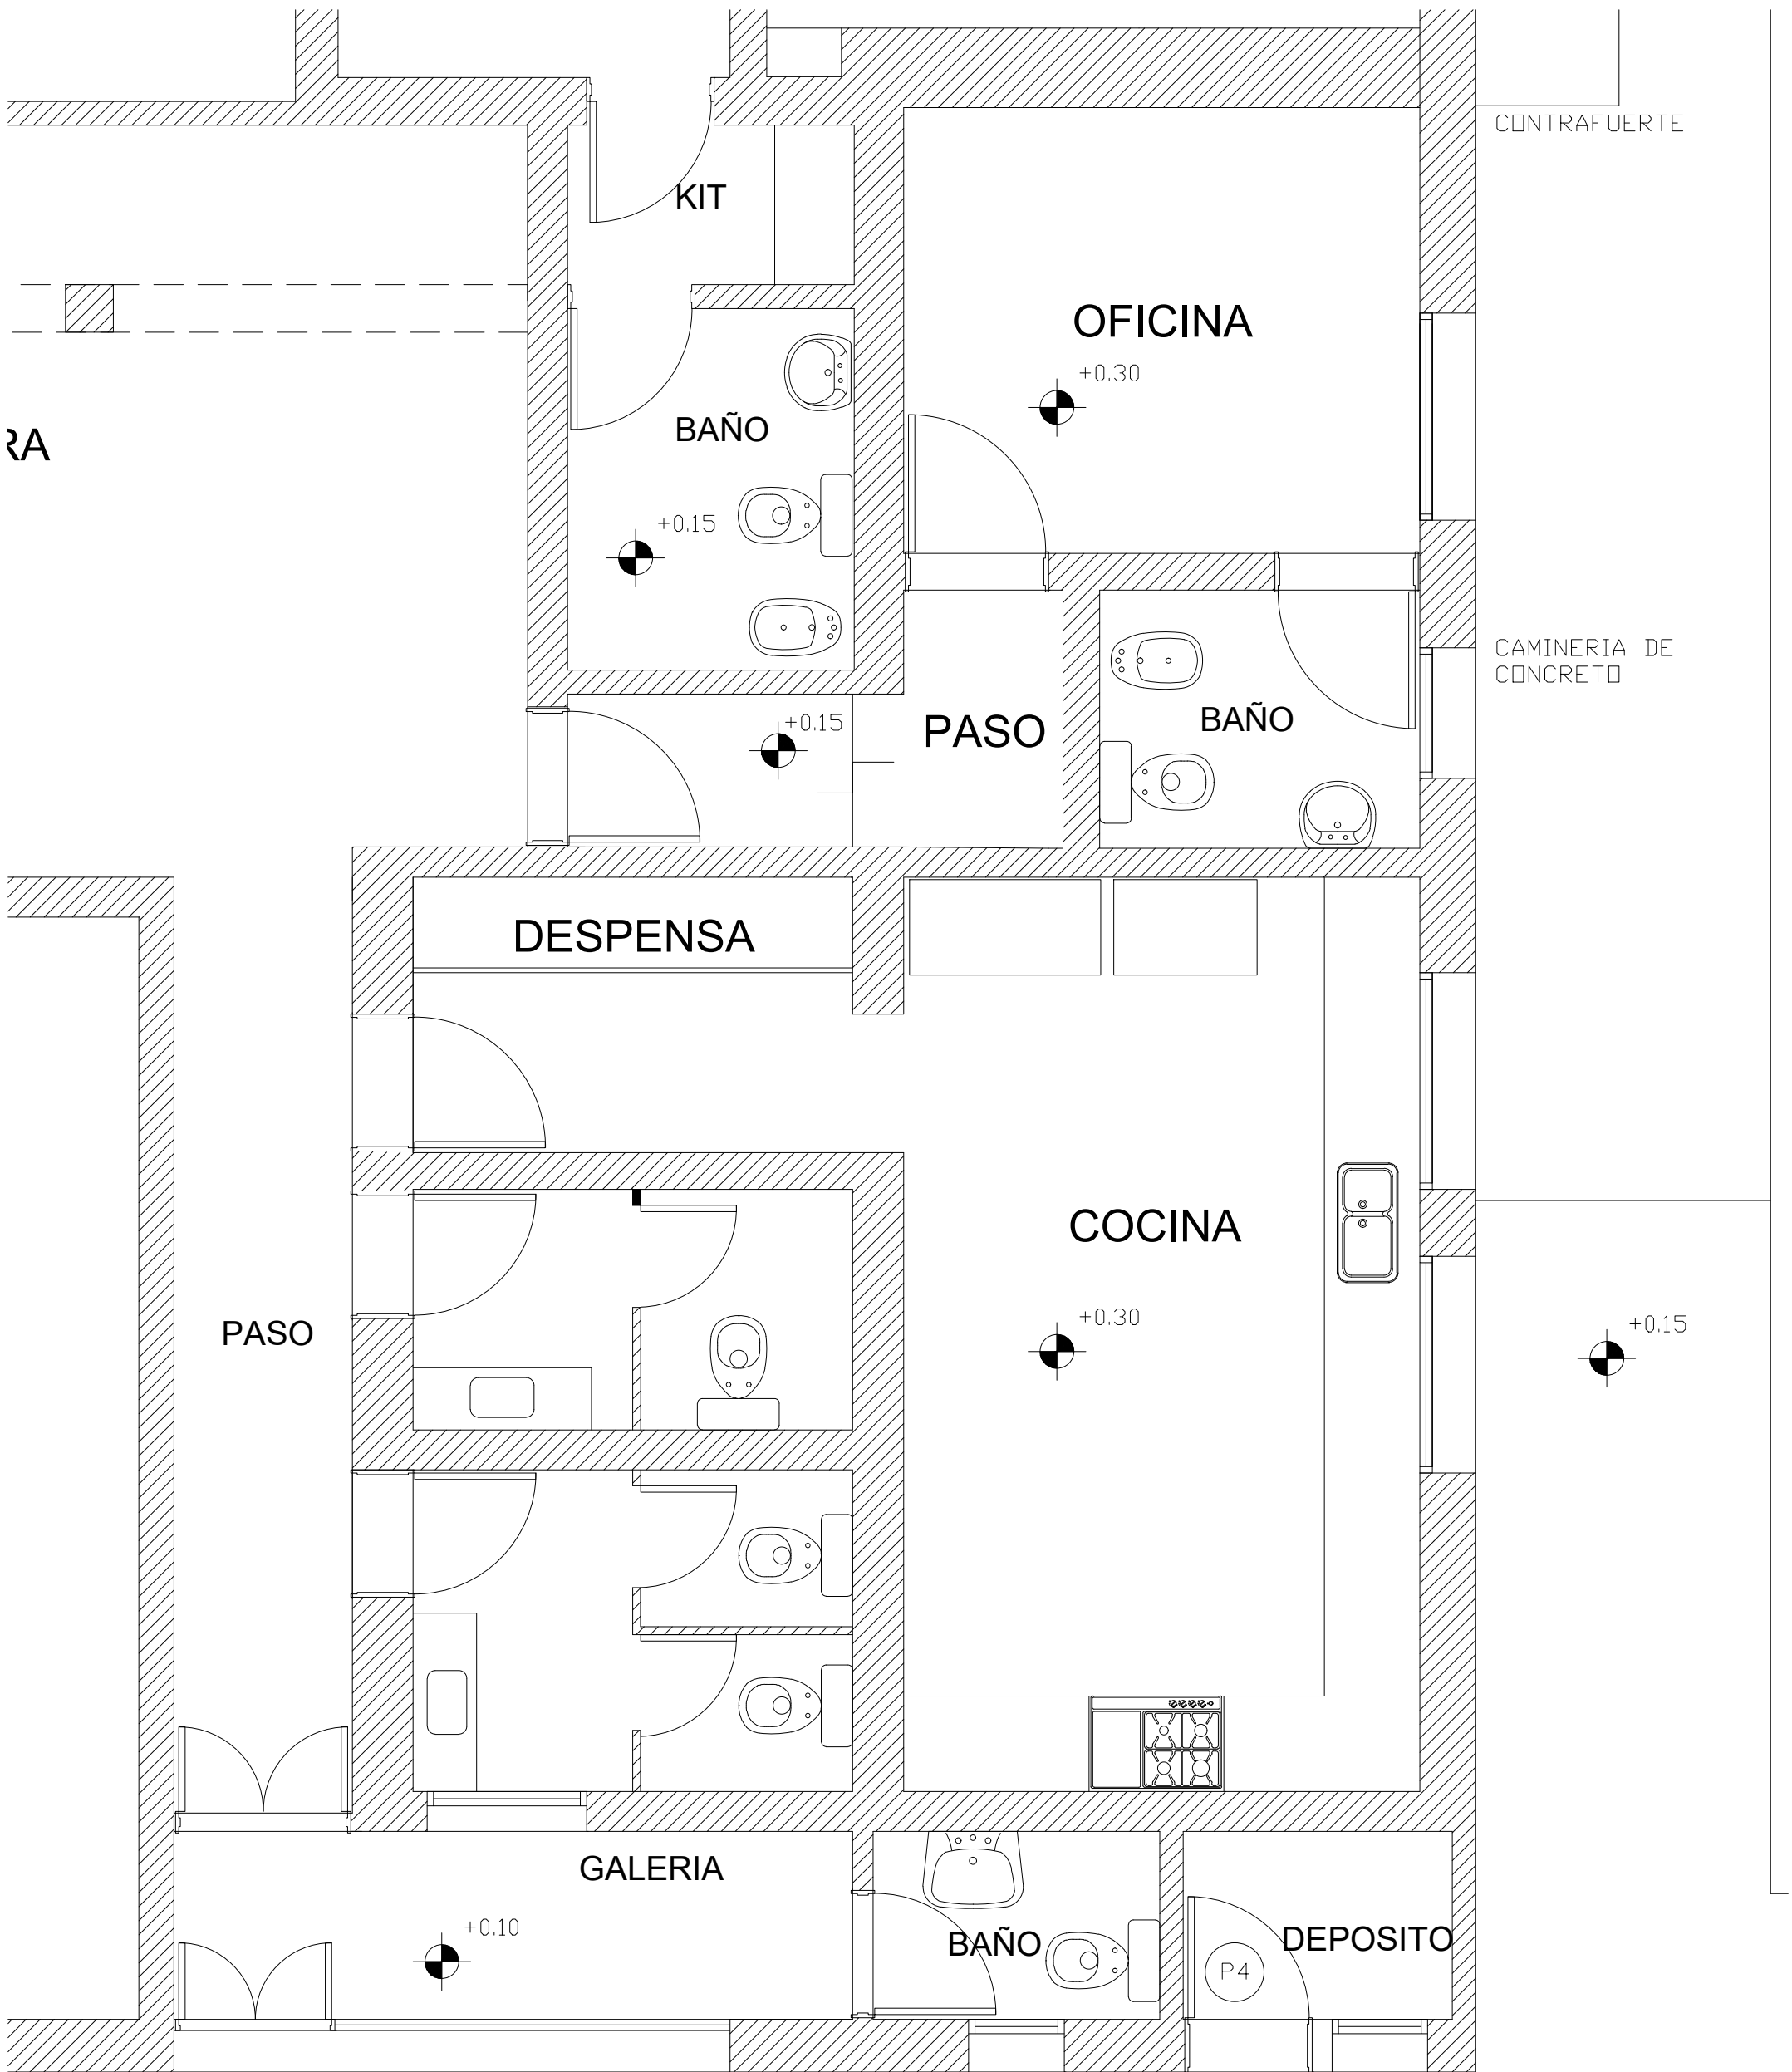 CONTRAFUERTE
KIT
OFICINA
+0.30
BAÑO
RA
+0.15
CAMINERIA DE
CONCRETO
+0.15
PASO
BAÑO
DESPENSA
COCINA
+0.30
+0.15
PASO
GALERIA
+0.10
BAÑO
DEPOSITO
P4